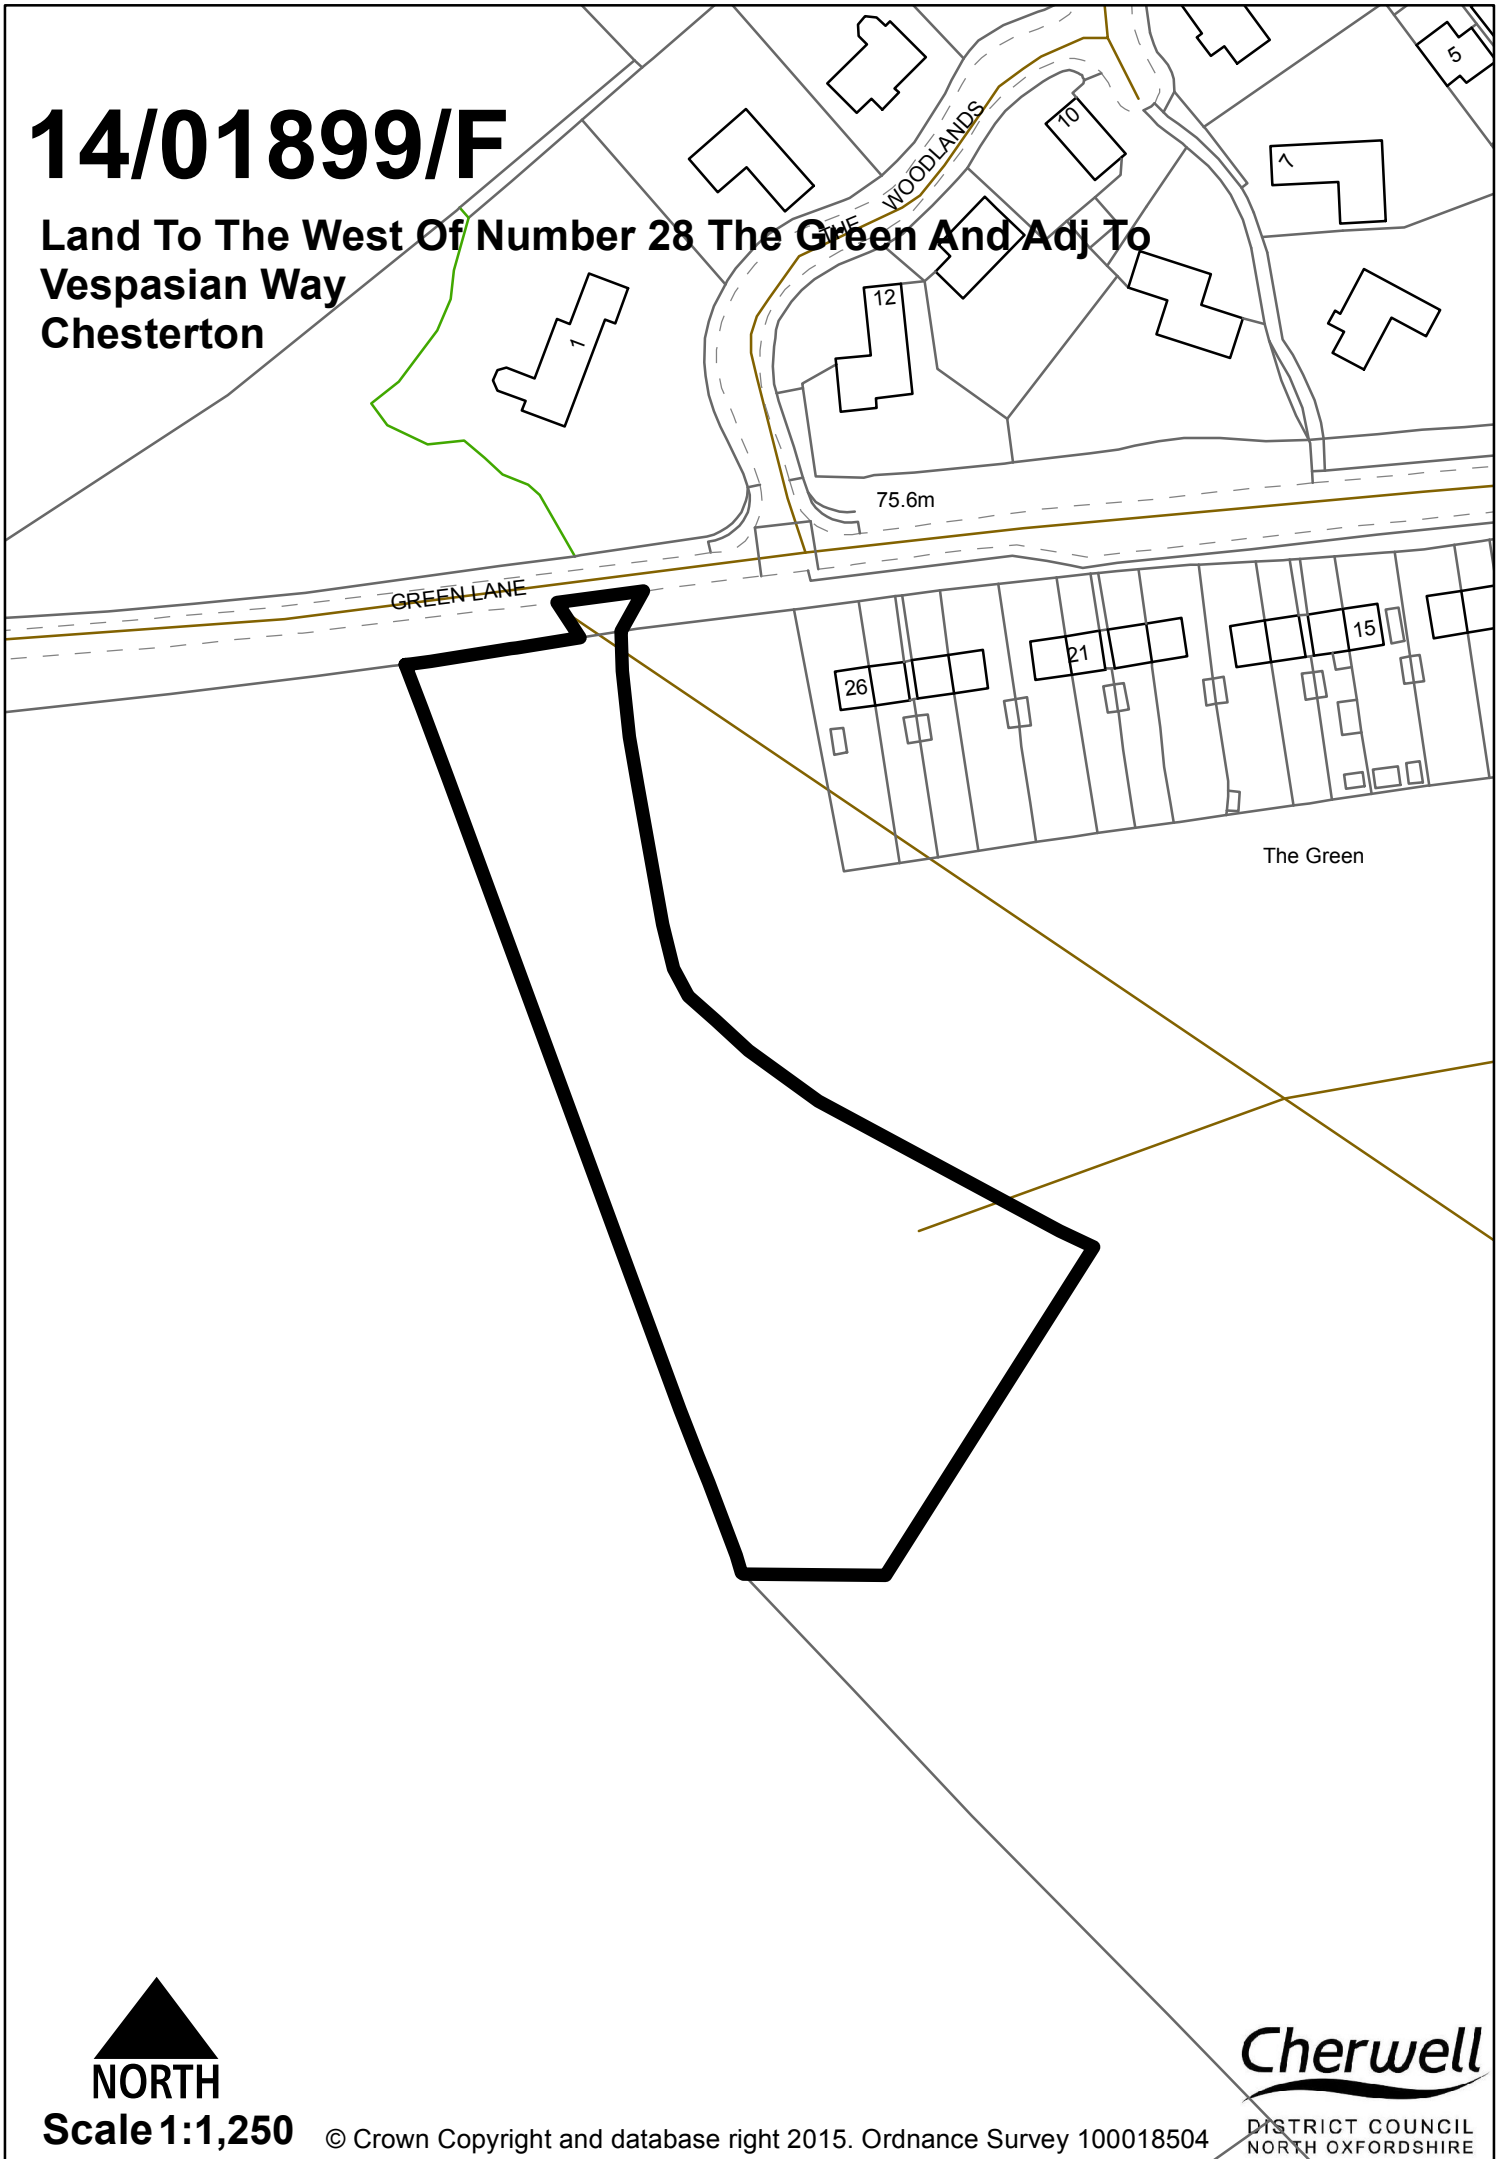 14/01899/F
Land To The West Of Number 28 The Green And Adj To
Vespasian Way
Chesterton
5
10
7
THE WOODLANDS
12
1
75.6m
GREEN LANE
15
21
26
The Green
NORTH
Scale 1:1,250
© Crown Copyright and database right 2015. Ordnance Survey 100018504
Cherwell
DISTRICT COUNCIL
NORTH OXFORDSHIRE